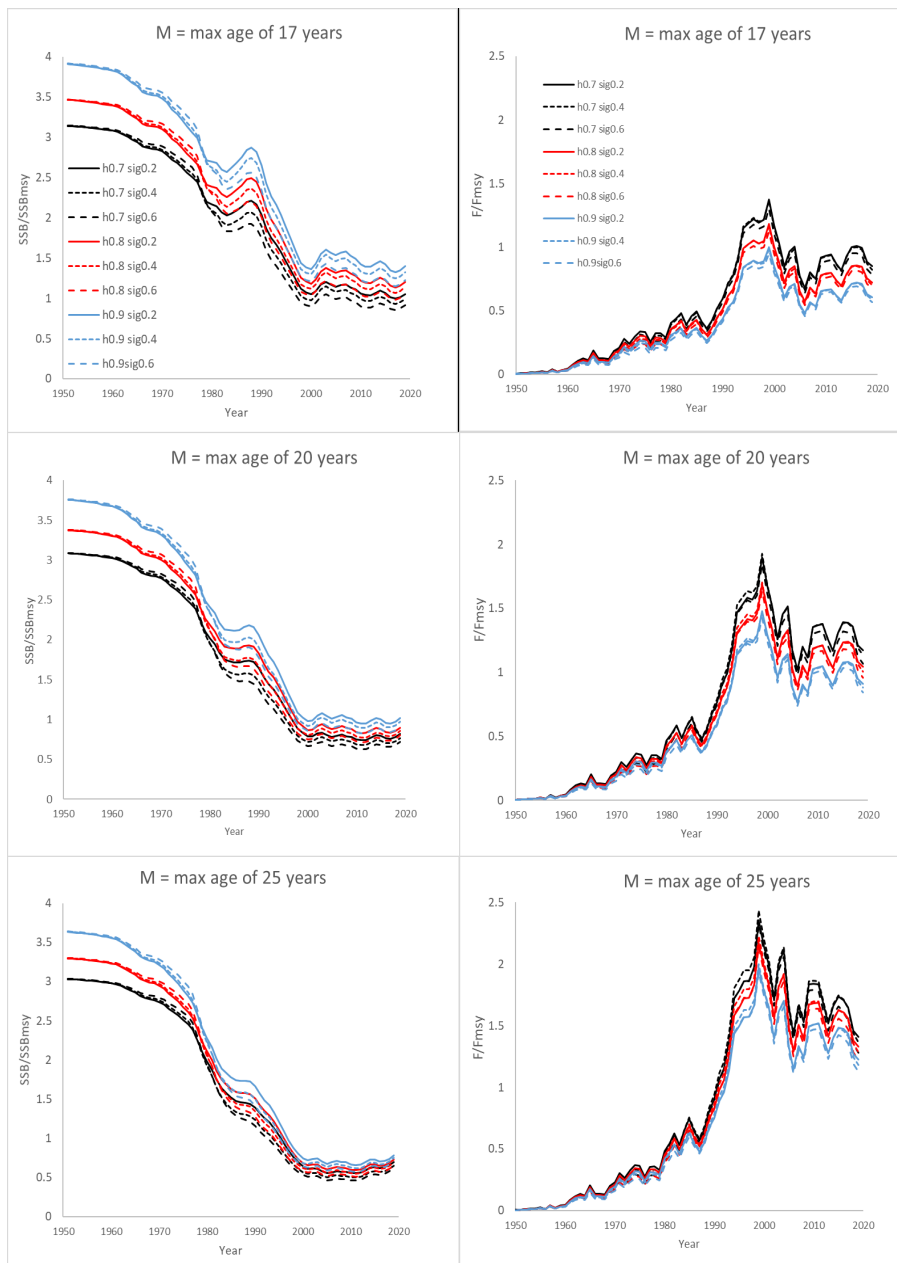 M = max age of 17 years
SSB/SSBmsy
4
3.5
3
2.5
2
1.5
1
0.5
0
h0.7 sig0.2
h0.7 sig0.4
h0.7 sig0.6
h0.8 sig0.2
h0.8 sig0.4
h0.8 sig0.6
h0.9 sig0.2
h0.9 sig0.4
h0.9sig0.6
1950 1960 1970 1980 1990 2000 2010 2020
Year
M = max age of 17 years
F/Fmsy
2.5
2
1.5
1
0.5
0
h0.7 sig0.2
h0.7 sig0.4
h0.7 sig0.6
h0.8 sig0.2
h0.8 sig0.4
h0.8 sig0.6
h0.9 sig0.2
h0.9 sig0.4
h0.9sig0.6
1950 1960 1970 1980 1990 2000 2010 2020
Year
M = max age of 20 years
SSB/SSBmsy
4
3.5
3
2.5
2
1.5
1
0.5
0
1950 1960 1970 1980 1990 2000 2010 2020
Year
M = max age of 20 years
F/Fmsy
2.5
2
1.5
1
0.5
0
1950 1960 1970 1980 1990 2000 2010 2020
Year
M = max age of 25 years
SSB/SSBmsy
4
3.5
3
2.5
2
1.5
1
0.5
0
1950 1960 1970 1980 1990 2000 2010 2020
Year
M = max age of 25 years
F/Fmsy
2.5
2
1.5
1
0.5
0
1950 1960 1970 1980 1990 2000 2010 2020
Year